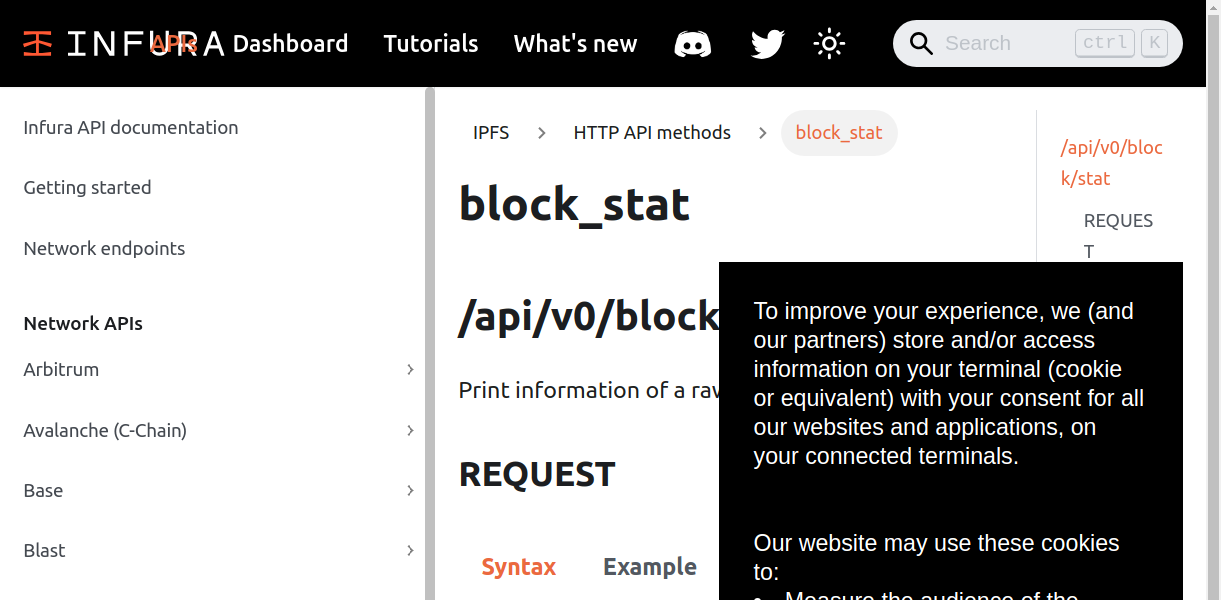 INFURA APIs Dashboard Tutorials What's new Search ctrl K
Infura API documentation
Getting started
Network endpoints
Network APIs
Arbitrum
Avalanche (C-Chain)
Base
Blast
IPFS HTTP API methods block_stat
block_stat
/api/v0/block
Print information of a
REQUEST
Syntax Example
/api/v0/bloc
k/stat
REQUES
T
To improve your experience, we (and
our partners) store and/or access
information on your terminal (cookie
or equivalent) with your consent for all
our websites and applications, on
your connected terminals.
Our website may use these cookies
to:
• Measure the audience of the